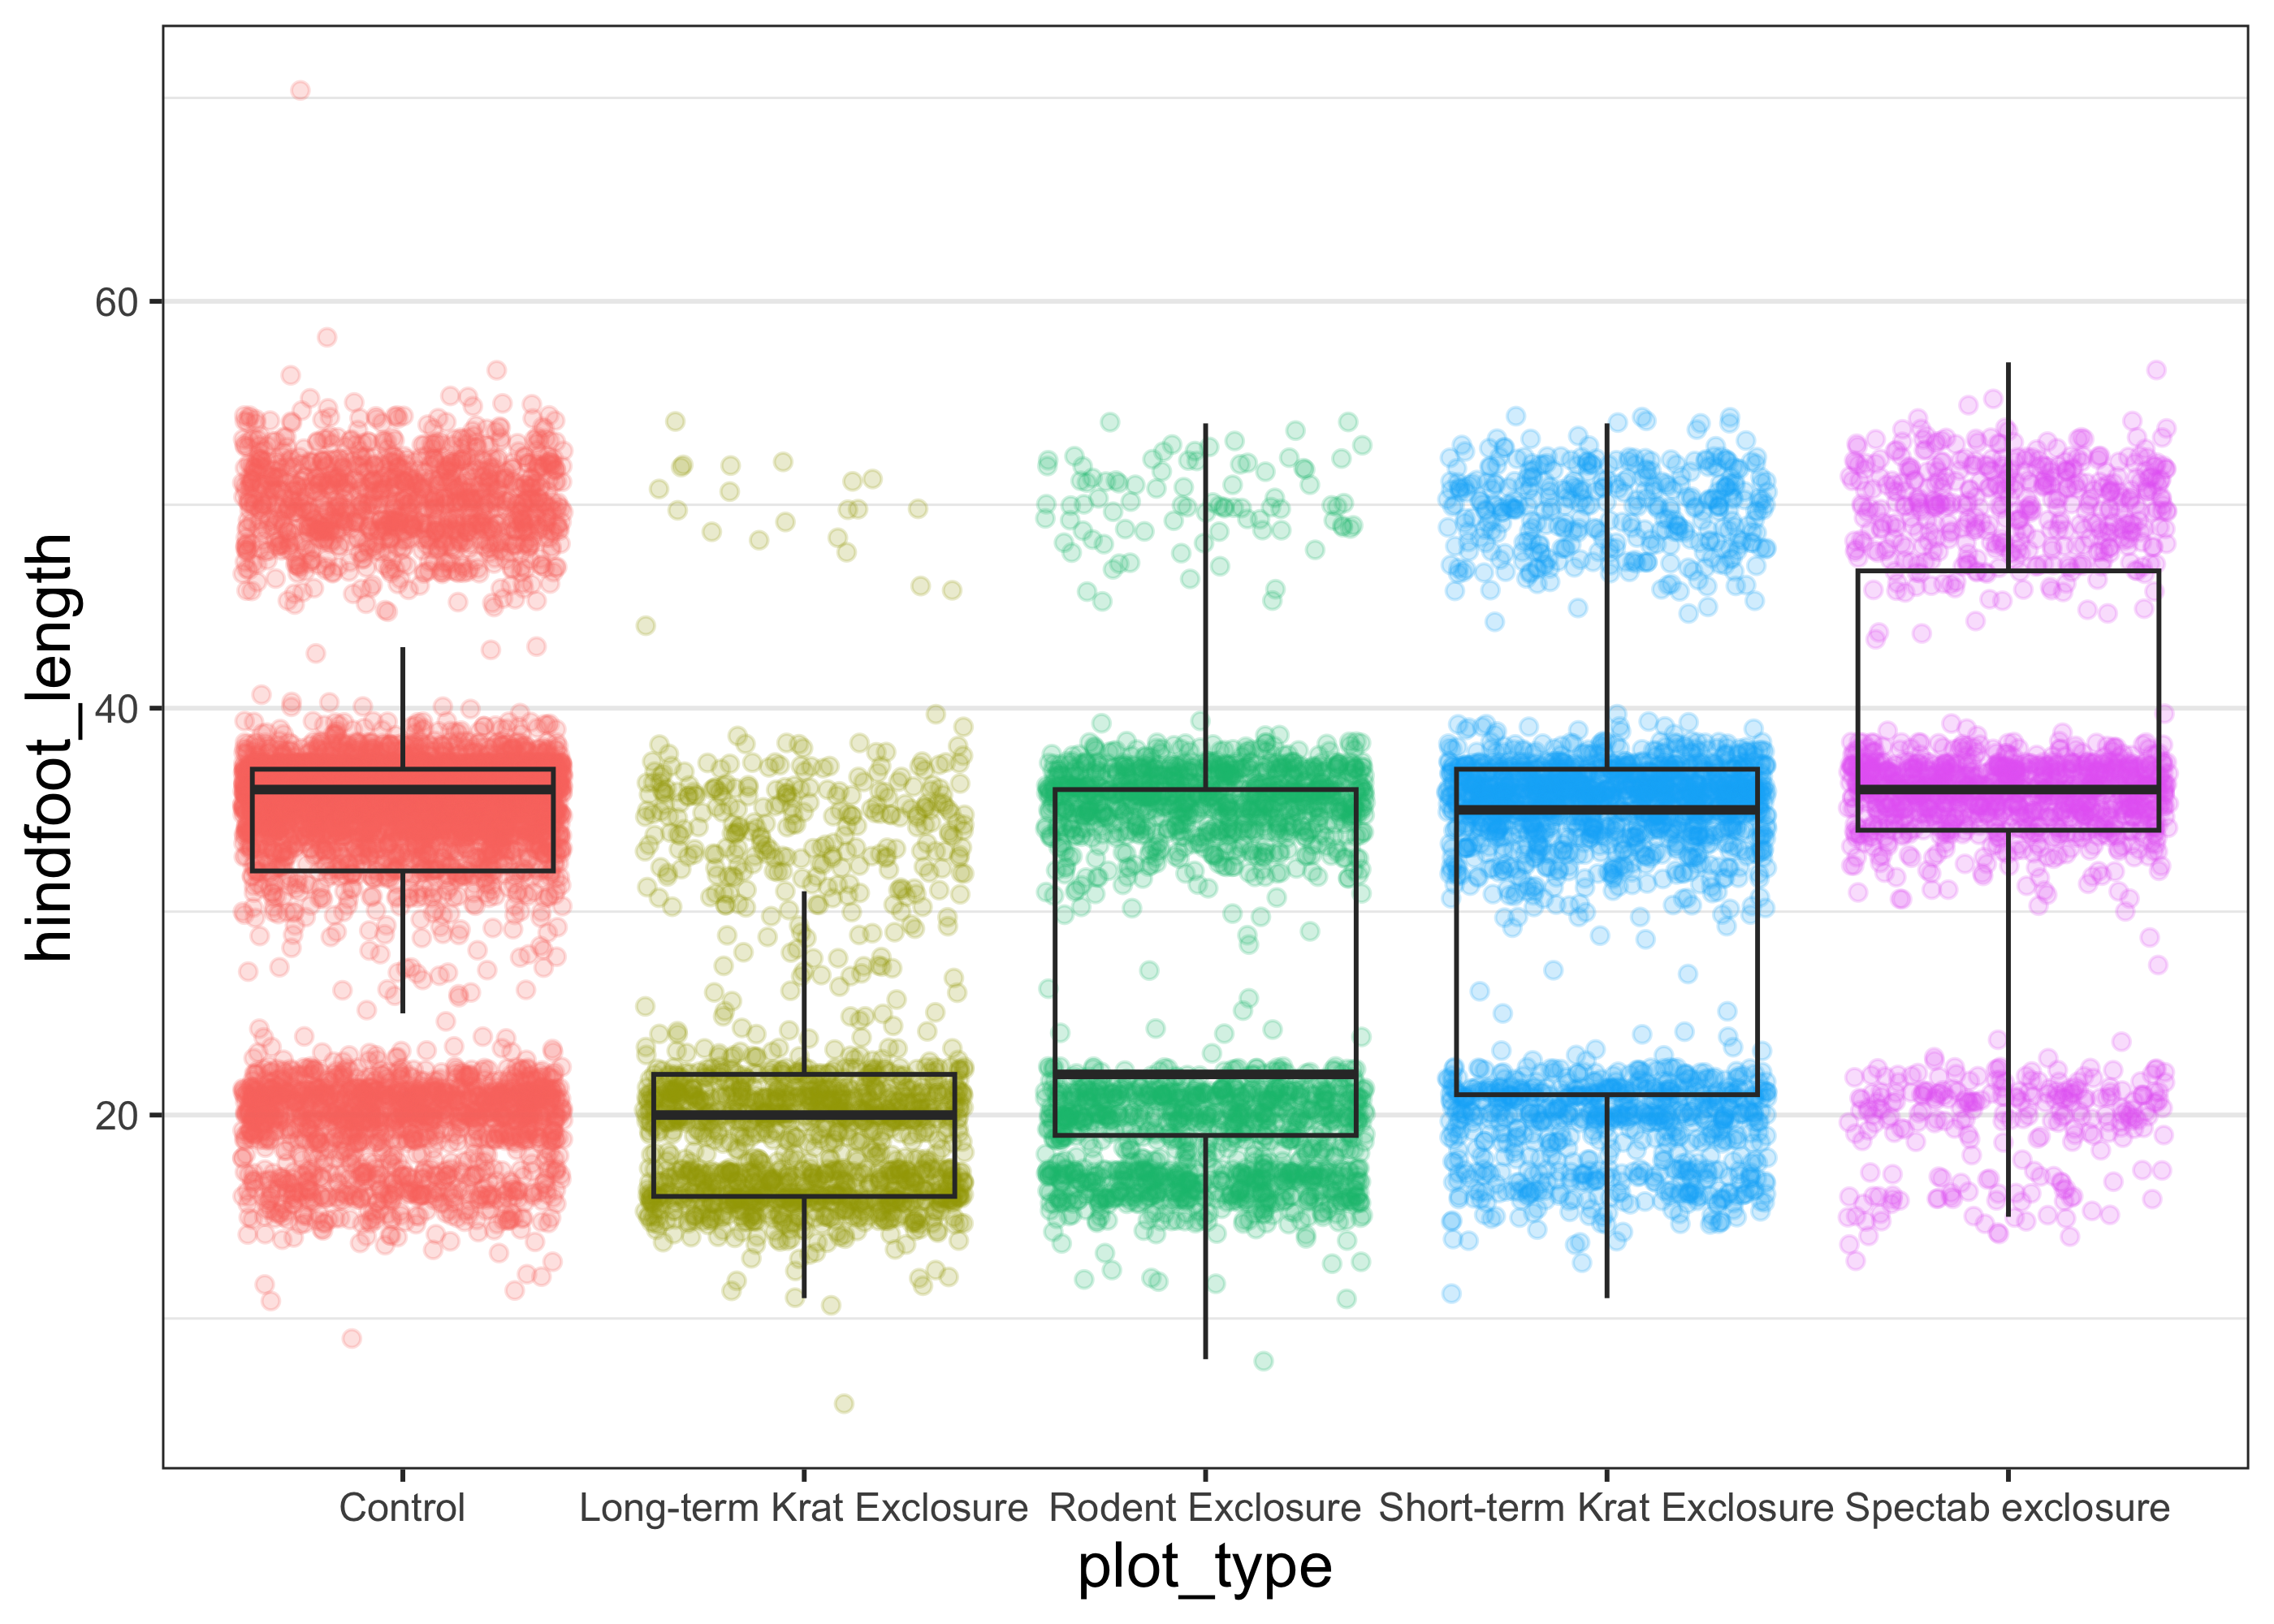 hindfoot_length
60
40
20
Control Long-term Krat Exclosure Rodent Exclosure Short-term Krat Exclosure Spectab exclosure
plot_type